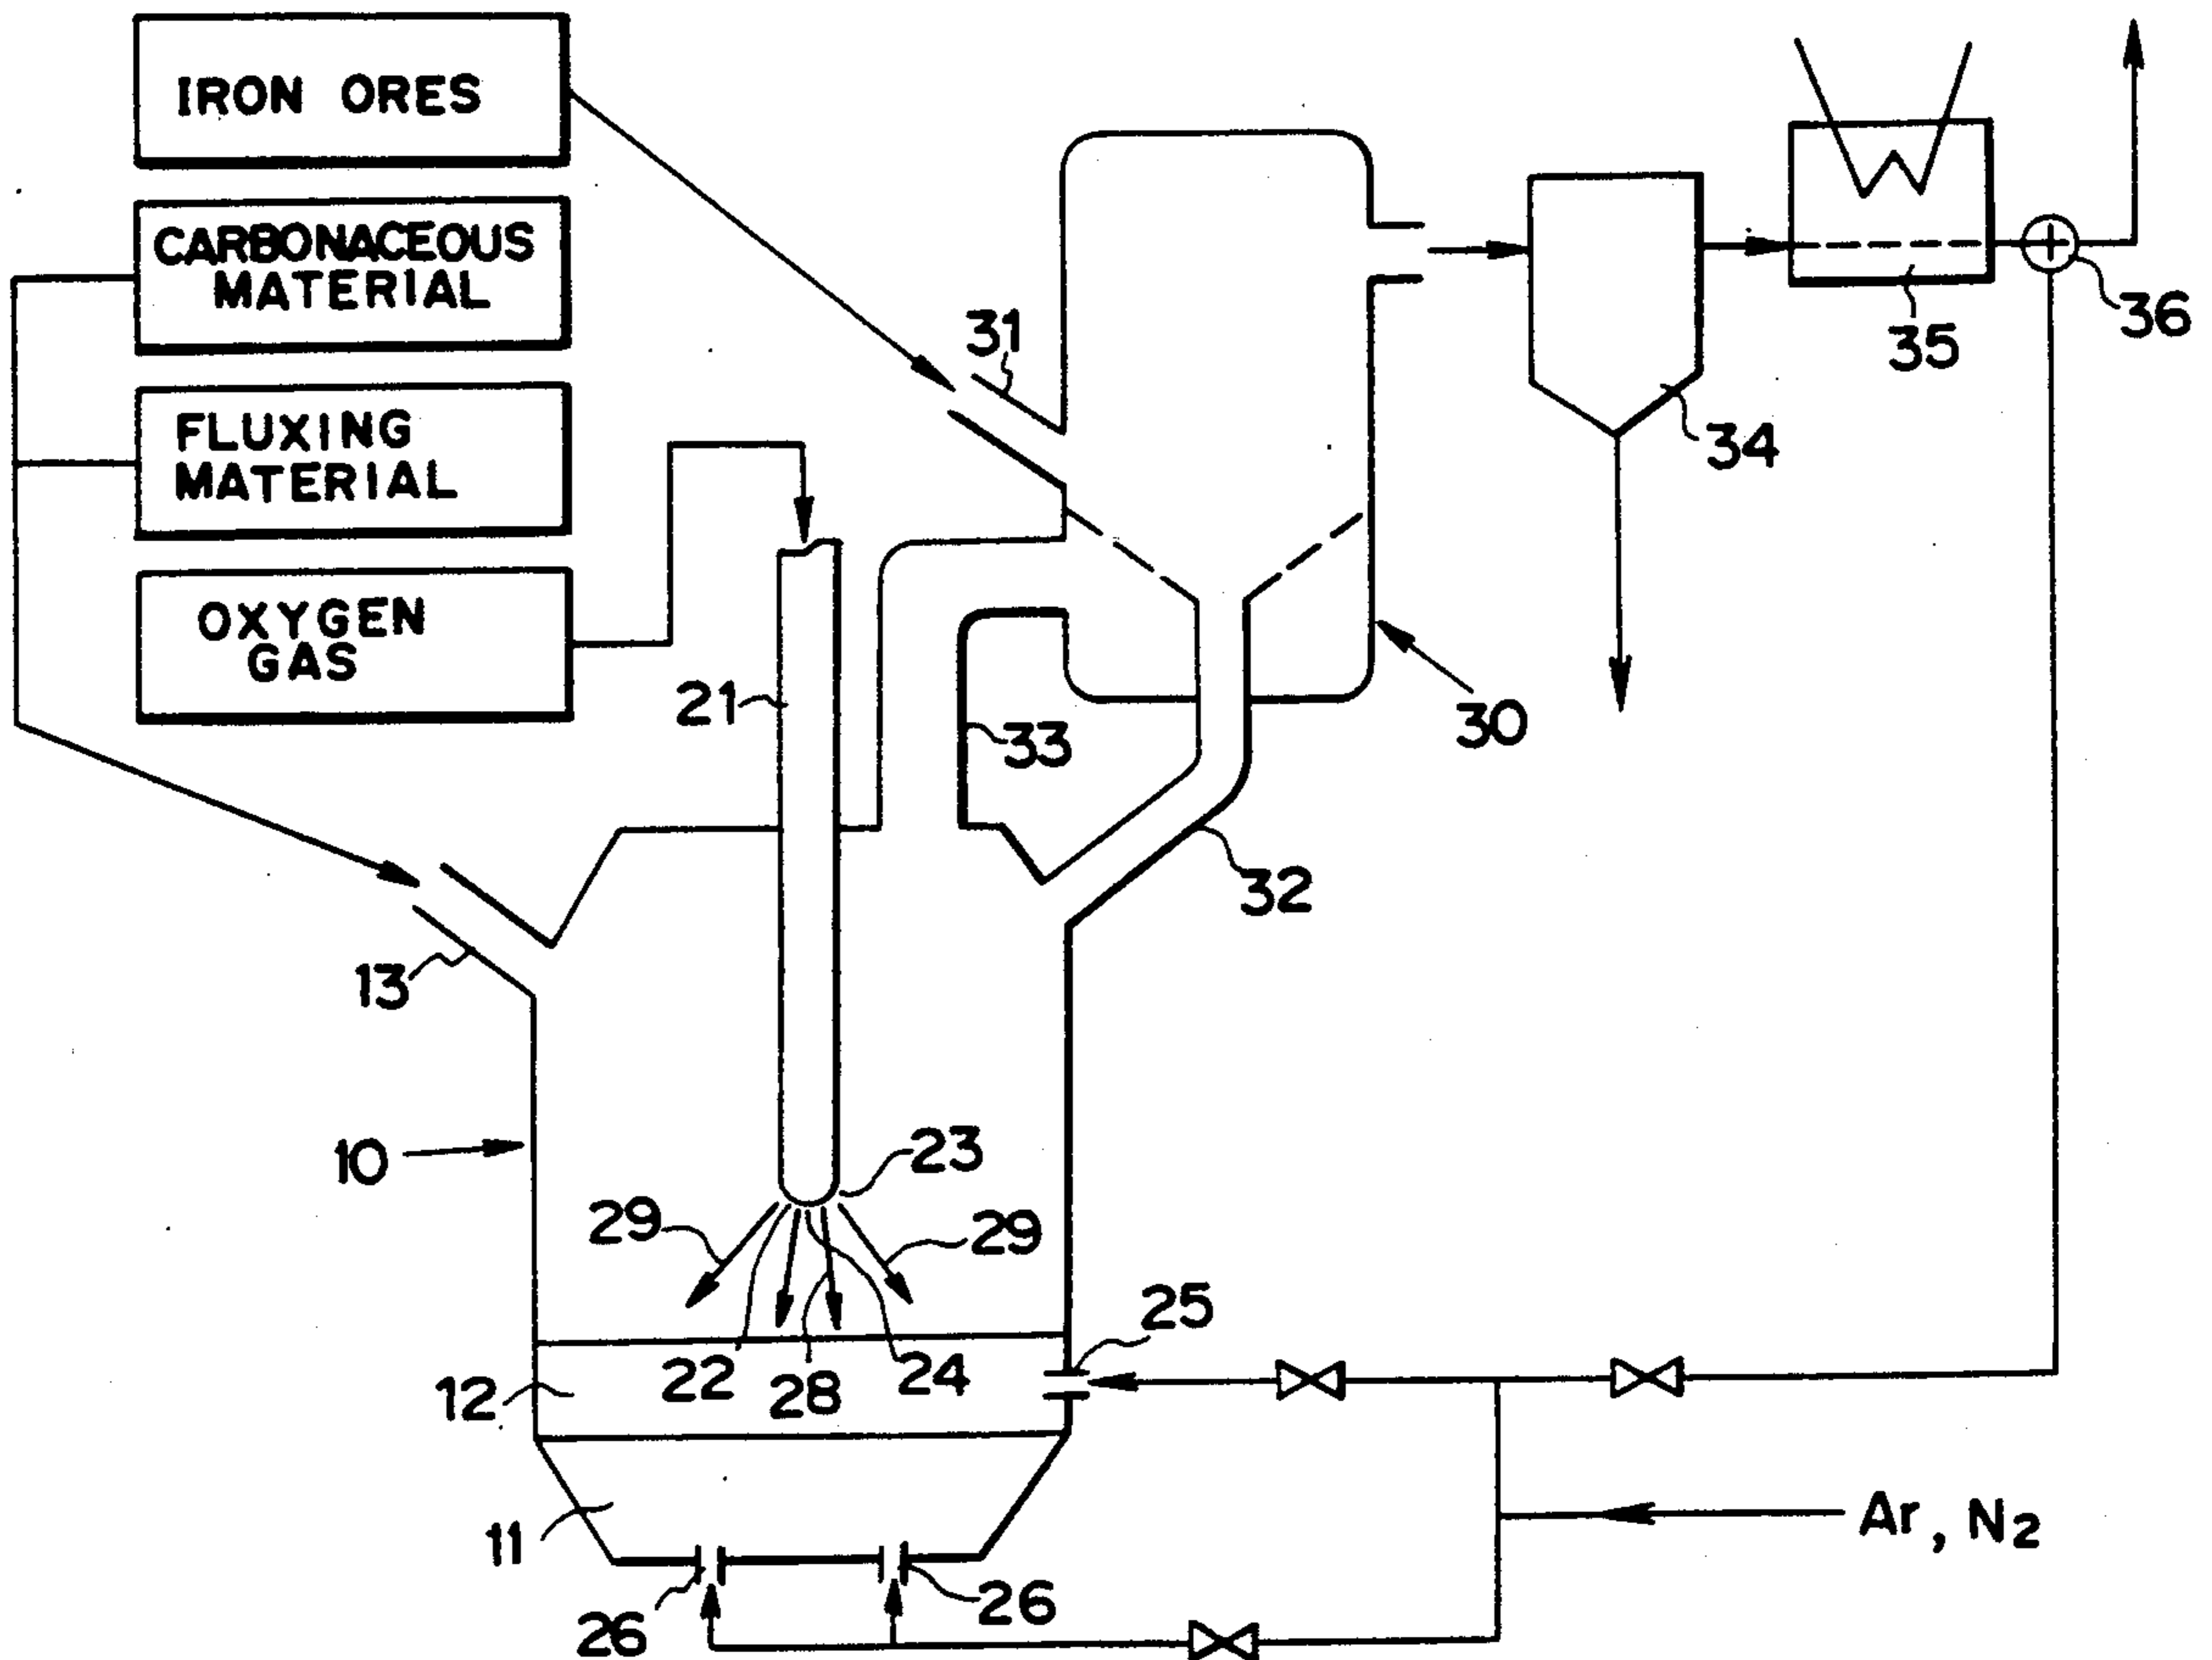 IRON ORES
CARBONACEOUS
MATERIAL
FLUXING
MATERIAL
OXYGEN
GAS
31
36
35
34
21
33
30
32
13
10
23
29
29
25
22
28
24
12
11
Ar, N2
26
26